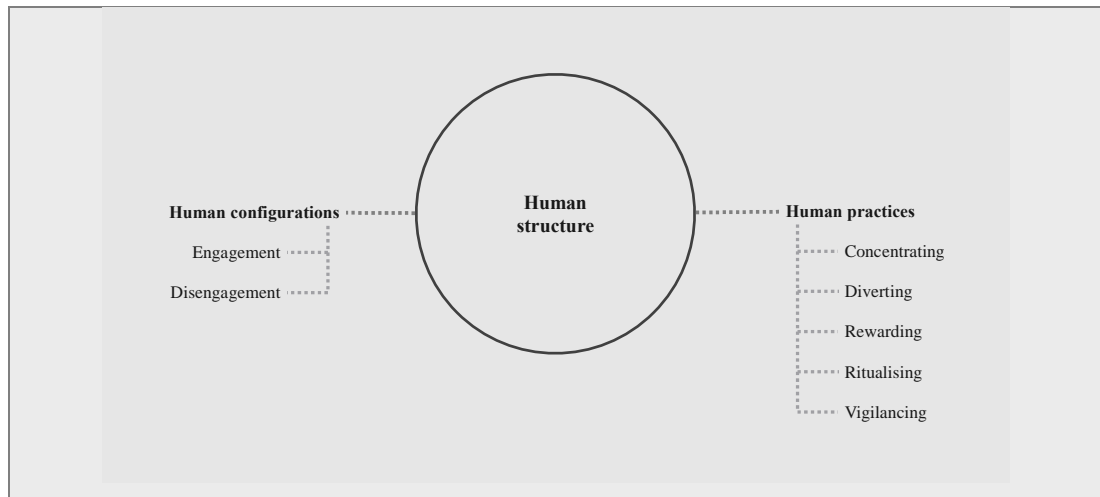 Human
structure
Human configurations
Engagement
Disengagement
Human practices
Concentrating
Diverting
Rewarding
Ritualising
Vigilancing